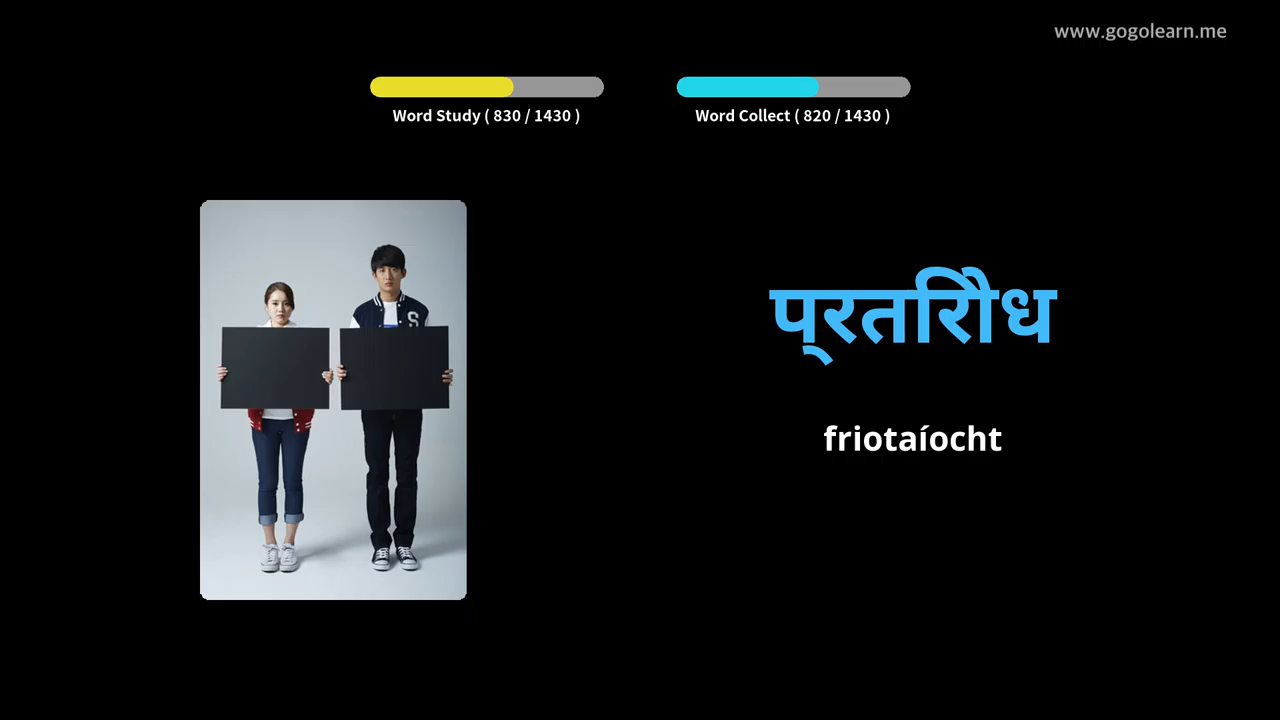 www.gogolearn.me
Word Study ( 830 / 1430 )
Word Collect ( 820 / 1430 )
S
प्रतिरोध
friotaíocht